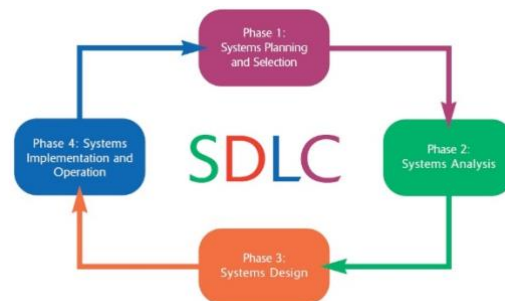 Phase 1:
Systems Planning
and Selection
Phase 4: Systems
Implementation and
Operation
SDLC
Phase 2:
Systems Analysis
Phase 3:
Systems Design